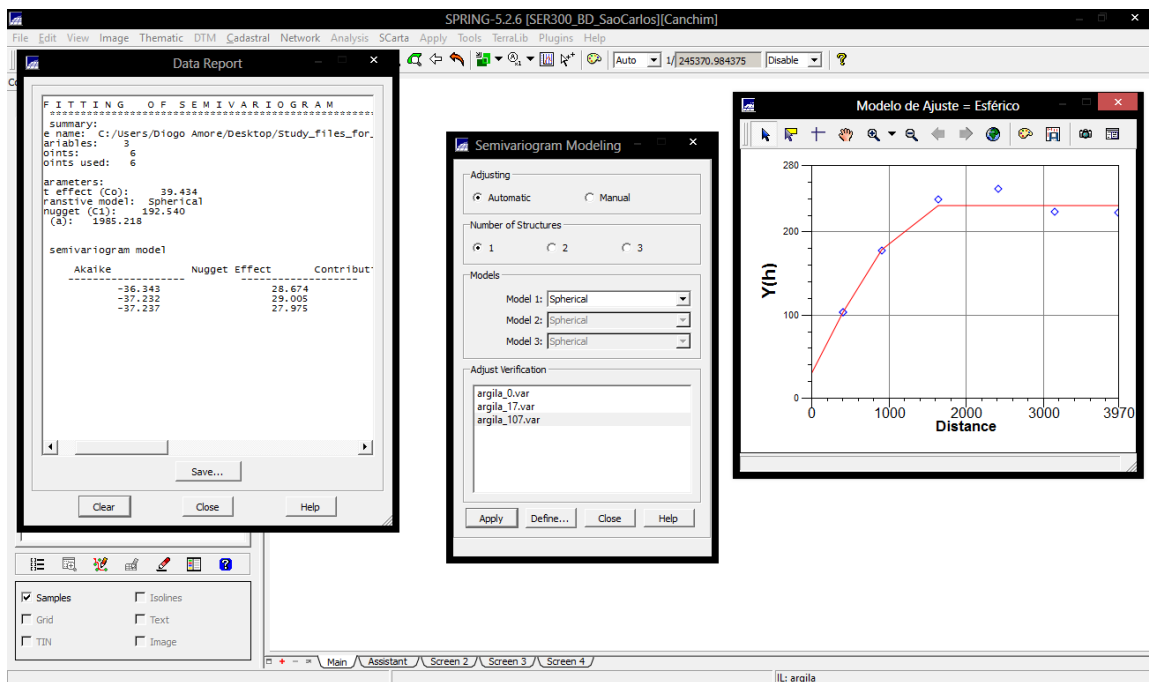 SPRING-5.2.6 [SER300_BD_SaoCarlos][Canchim]
File Edit View Image Thematic DTM Cadastral Network Analysis SCarta Apply Tools TerraLib Plugins Help
Auto 1/ 245370.984375 Disable
Data Report
F I T T I N G O F S E M I V A R I O G R A M
************************************************
summary:
e name: C:/Users/Diogo Amore/Desktop/Study_files_for_
ariables: 3
oints: 6
oints used: 6
arameters:
t effect (Co): 39.434
ranstive model: Spherical
nugget (C1): 192.540
(a): 1985.218
semivariogram model
Akaike Nugget Effect Contribut
-36.343 28.674
-37.232 29.005
-37.237 27.975
Save...
Clear Close Help
Samples Isolines
Grid Text
TIN Image
Semivariogram Modeling
Adjusting
Automatic Manual
Number of Structures
1 2 3
Models
Model 1: Spherical
Model 2: Spherical
Model 3: Spherical
Adjust Verification
argila_0.var
argila_17.var
argila_107.var
Apply Define... Close Help
Modelo de Ajuste = Esférico
280
200
100
0
Y(h)
0 1000 2000 3000 3970
Distance
Main Assistant Screen 2 Screen 3 Screen 4
IL: argila